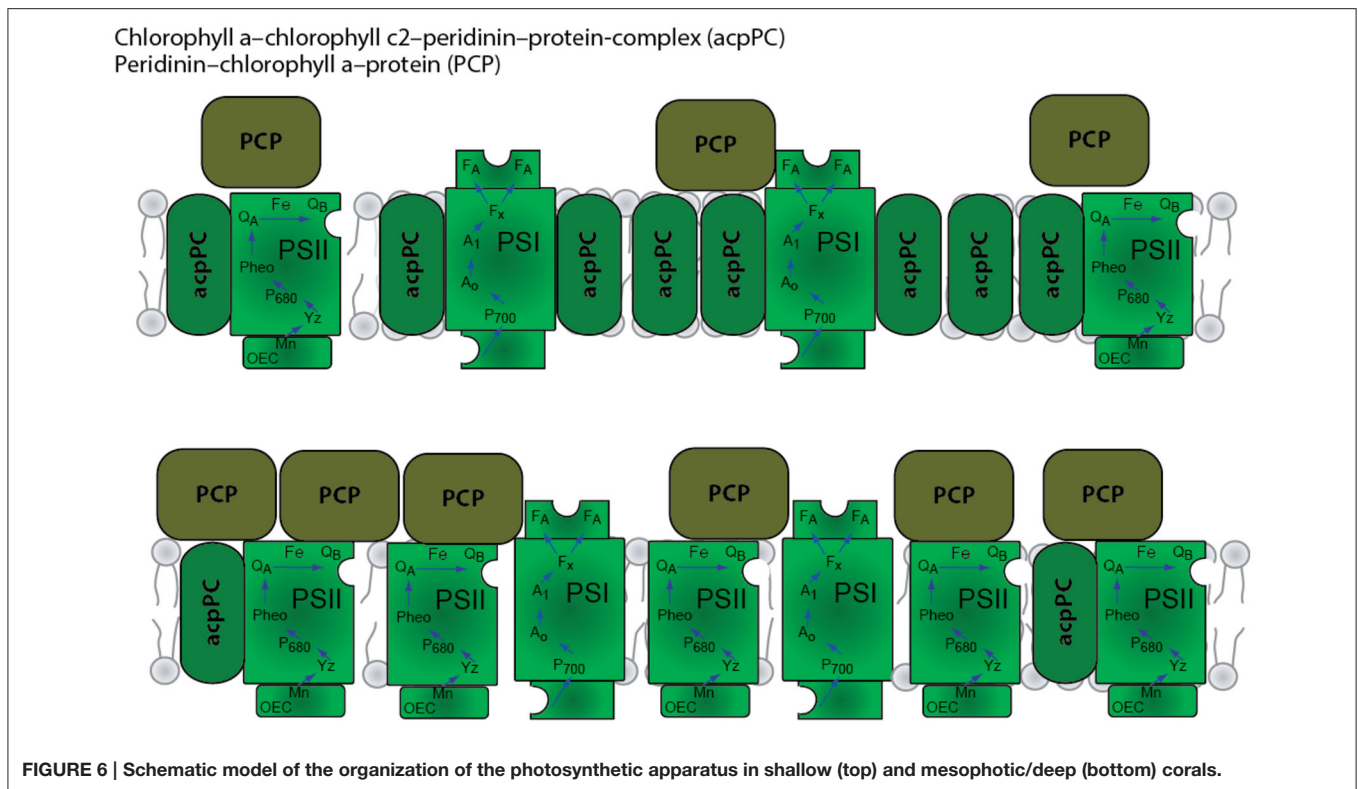 Chlorophyll a–chlorophyll c2–peridinin–protein-complex (acpPC)
Peridinin–chlorophyll a–protein (PCP)
PCP
acpPC
QA Fe QB
Pheo PSII
P680
Yz
Mn
OEC
acpPC
FA FA
Fx
A1 PSI
Ao
P700
acpPC
acpPC
PCP
acpPC
FA FA
Fx
A1 PSI
Ao
P700
acpPC
acpPC
acpPC
PCP
QA Fe QB
Pheo PSII
P680
Yz
Mn
OEC
PCP
PCP
PCP
acpPC
QA Fe QB
Pheo PSII
P680
Yz
Mn
OEC
QA Fe QB
Pheo PSII
P680
Yz
Mn
OEC
FA FA
Fx
A1 PSI
Ao
P700
PCP
QA Fe QB
Pheo PSII
P680
Yz
Mn
OEC
FA FA
Fx
A1 PSI
Ao
P700
PCP
QA Fe QB
Pheo PSII
P680
Yz
Mn
OEC
PCP
acpPC
QA Fe QB
Pheo PSII
P680
Yz
Mn
OEC
FIGURE 6 | Schematic model of the organization of the photosynthetic apparatus in shallow (top) and mesophotic/deep (bottom) corals.